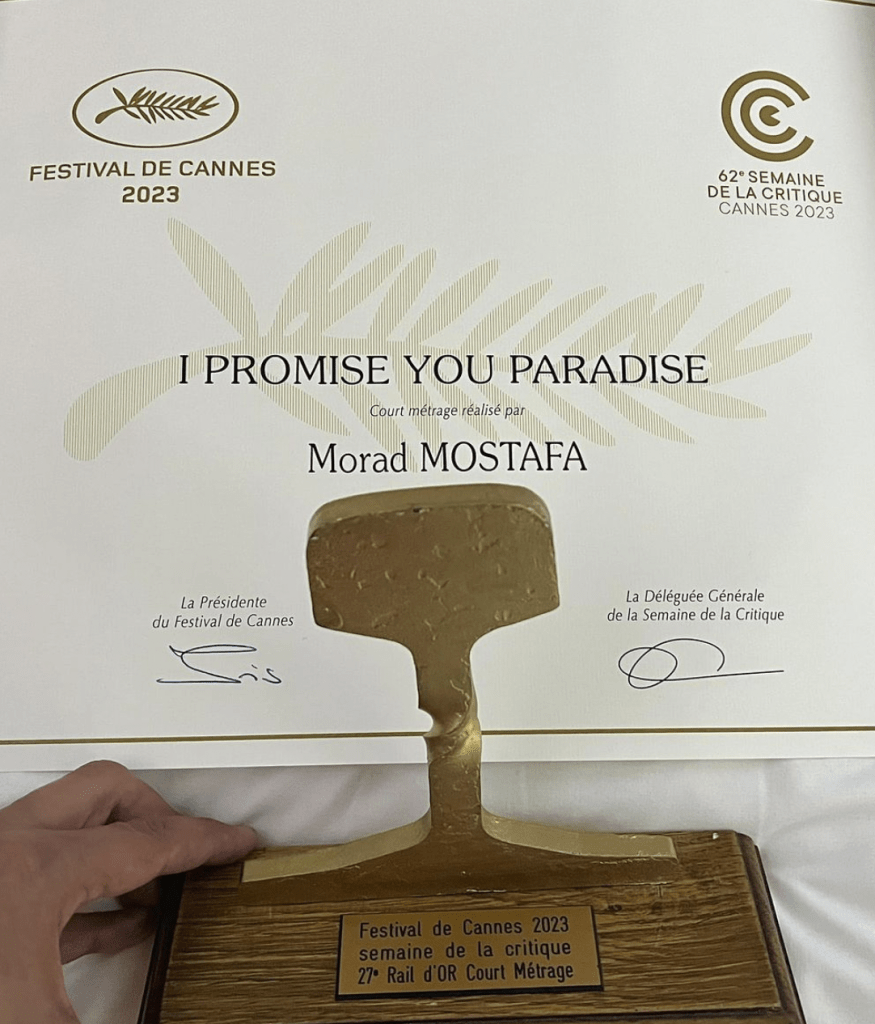 FESTIVAL DE CANNES
2023
62e SEMAINE
DE LA CRITIQUE
CANNES 2023
I PROMISE YOU PARADISE
Court métrage réalisé par
Morad MOSTAFA
La Présidente
du Festival de Cannes
La Déléguée Générale
de la Semaine de la Critique
Festival de Cannes 2023
semaine de la critique
27e Rail d'OR Court Métrage